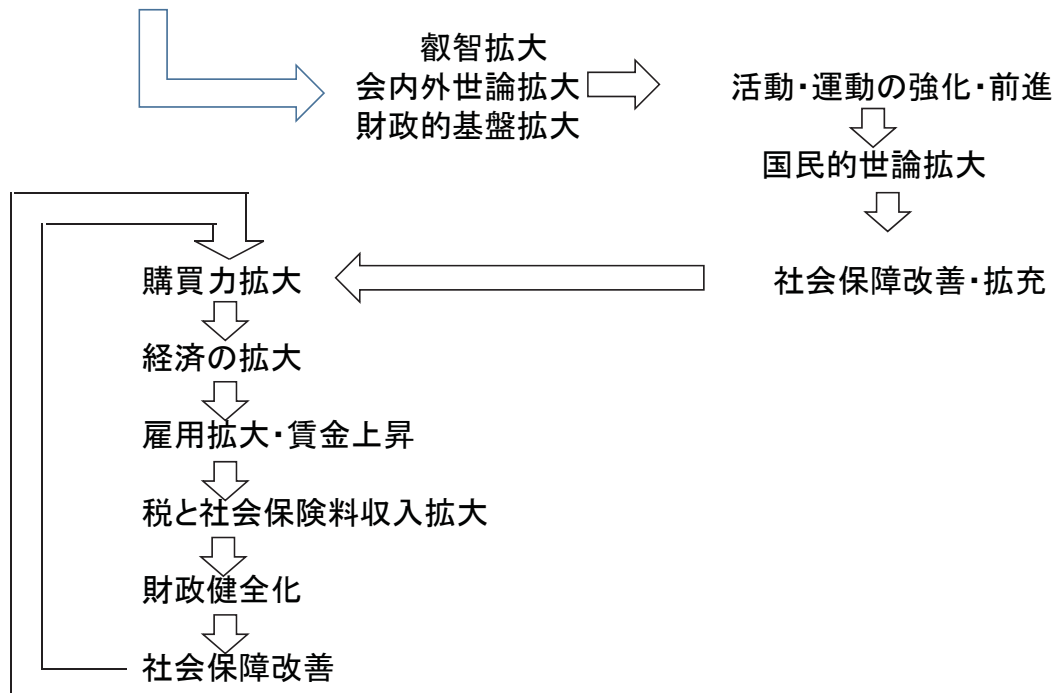 叡智拡大
会内外世論拡大
財政的基盤拡大
活動・運動の強化・前進
国民的世論拡大
社会保障改善・拡充
購買力拡大
経済の拡大
雇用拡大・賃金上昇
税と社会保険料収入拡大
財政健全化
社会保障改善